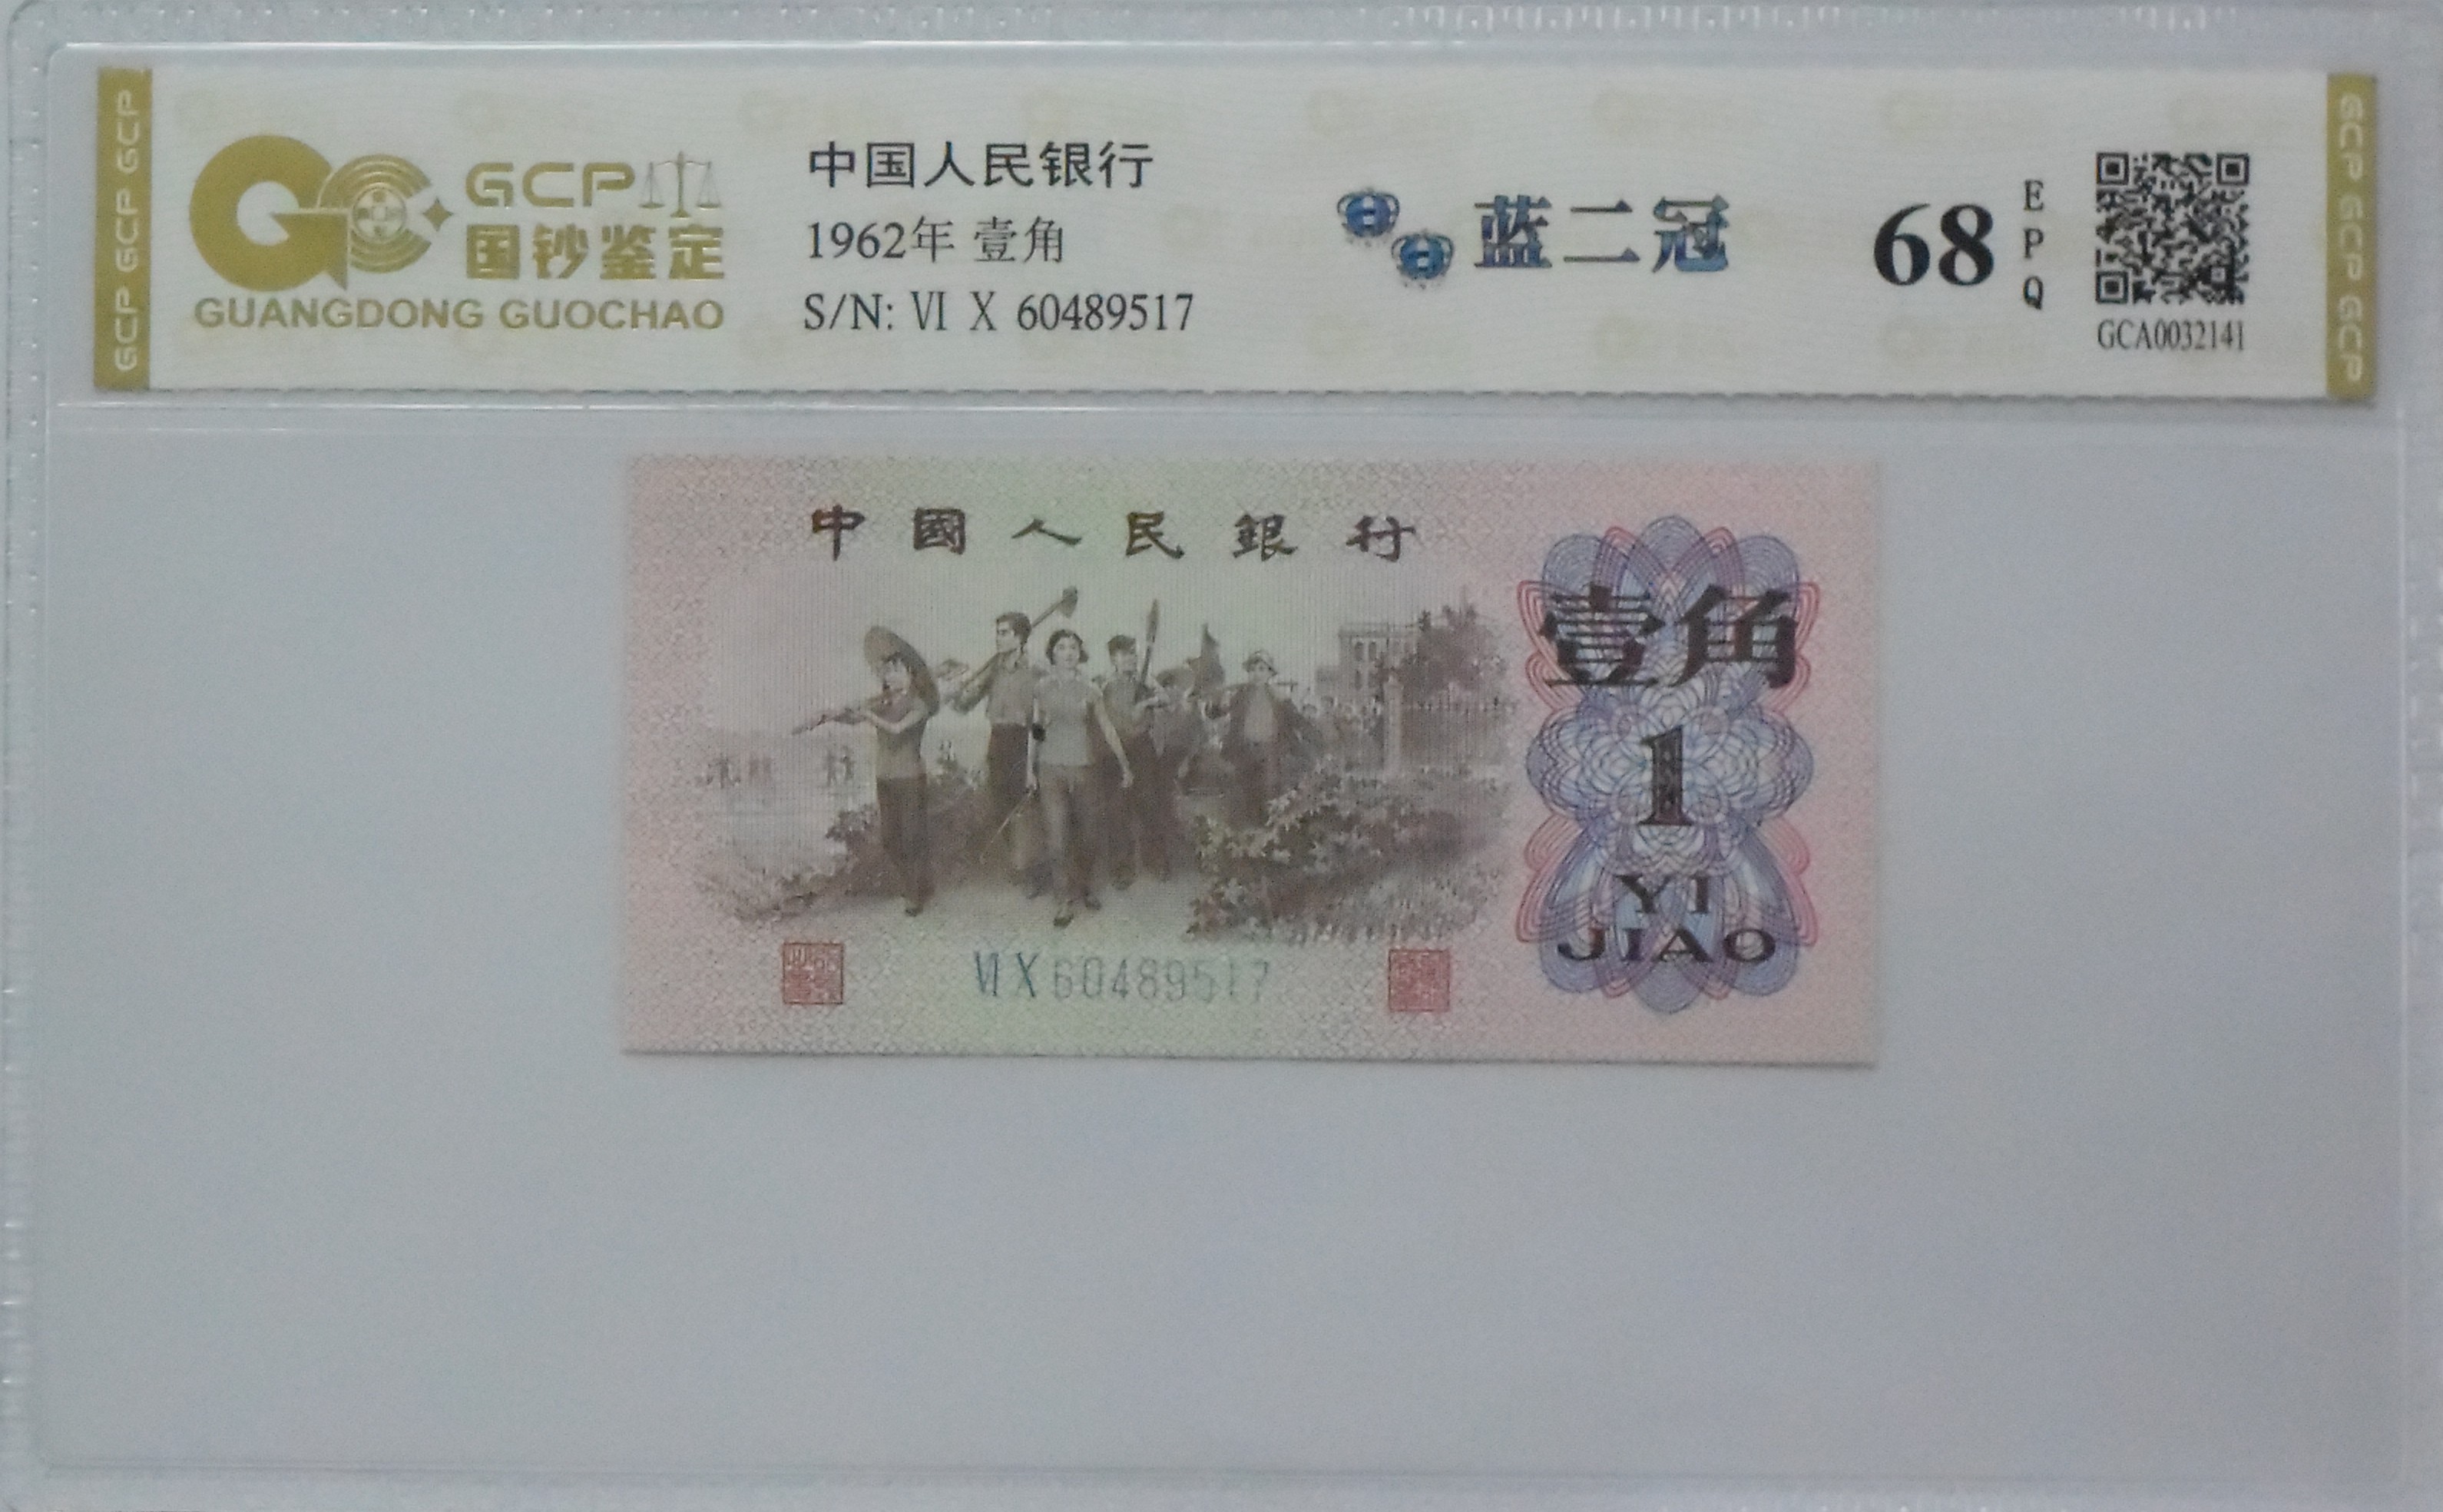 GCP GCP GCP
GCP
国钞鉴定
GUANGDONG GUOCHAO
中国人民银行
1962年 壹角
S/N: Ⅵ X 60489517
蓝二冠
68
EPQ
GCA0032141
GCP GCP GCP
中國人民銀行
壹角
1
YI
JIAO
ⅥX60489517